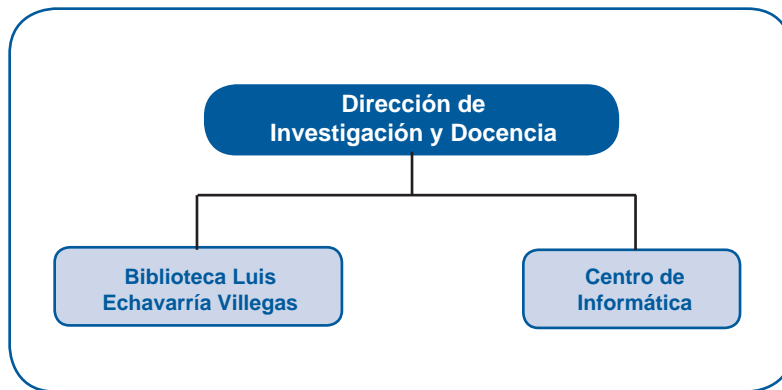 Dirección de
Investigación y Docencia
Biblioteca Luis
Echavarría Villegas
Centro de
Informática